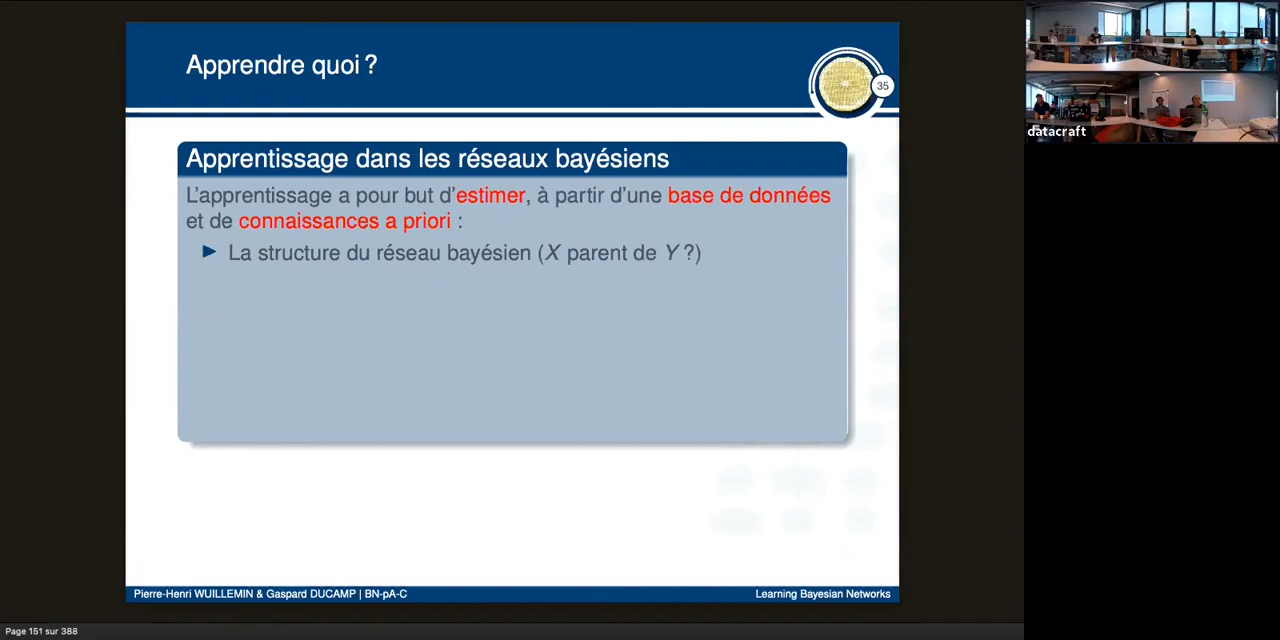 Apprendre quoi ?
35
Apprentissage dans les réseaux bayésiens
L'apprentissage a pour but d'estimer, à partir d'une base de données
et de connaissances a priori :
La structure du réseau bayésien (X parent de Y ?)
Pierre-Henri WUILLEMIN & Gaspard DUCAMP | BN-pA-C
Learning Bayesian Networks
Page 151 sur 388
datacraft